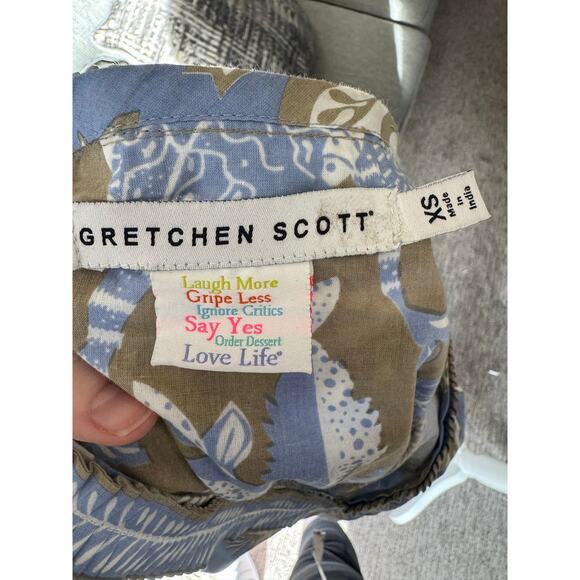 GRETCHEN SCOTT®
XS
Made
in
India
Laugh More
Gripe Less
Ignore Critics
Say Yes
Order Dessert
Love Life®